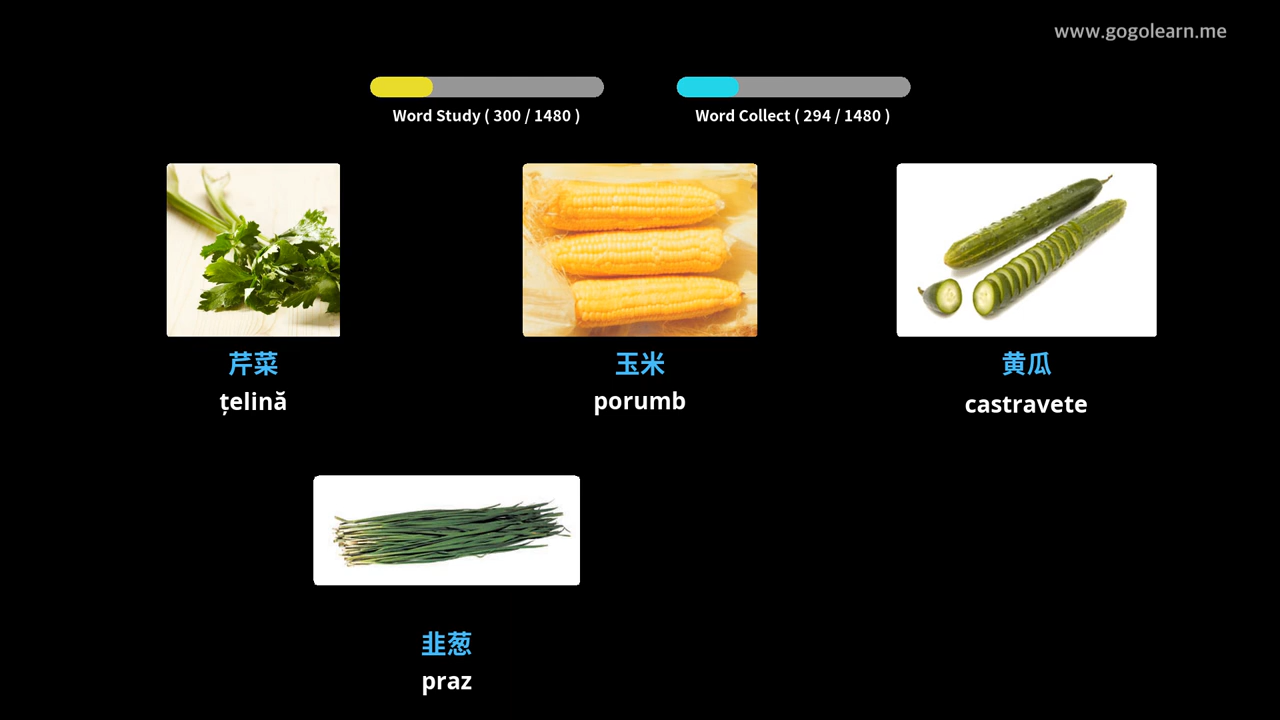 www.gogolearn.me
Word Study ( 300 / 1480 )
Word Collect ( 294 / 1480 )
芹菜
țelină
玉米
porumb
黄瓜
castravete
韭葱
praz